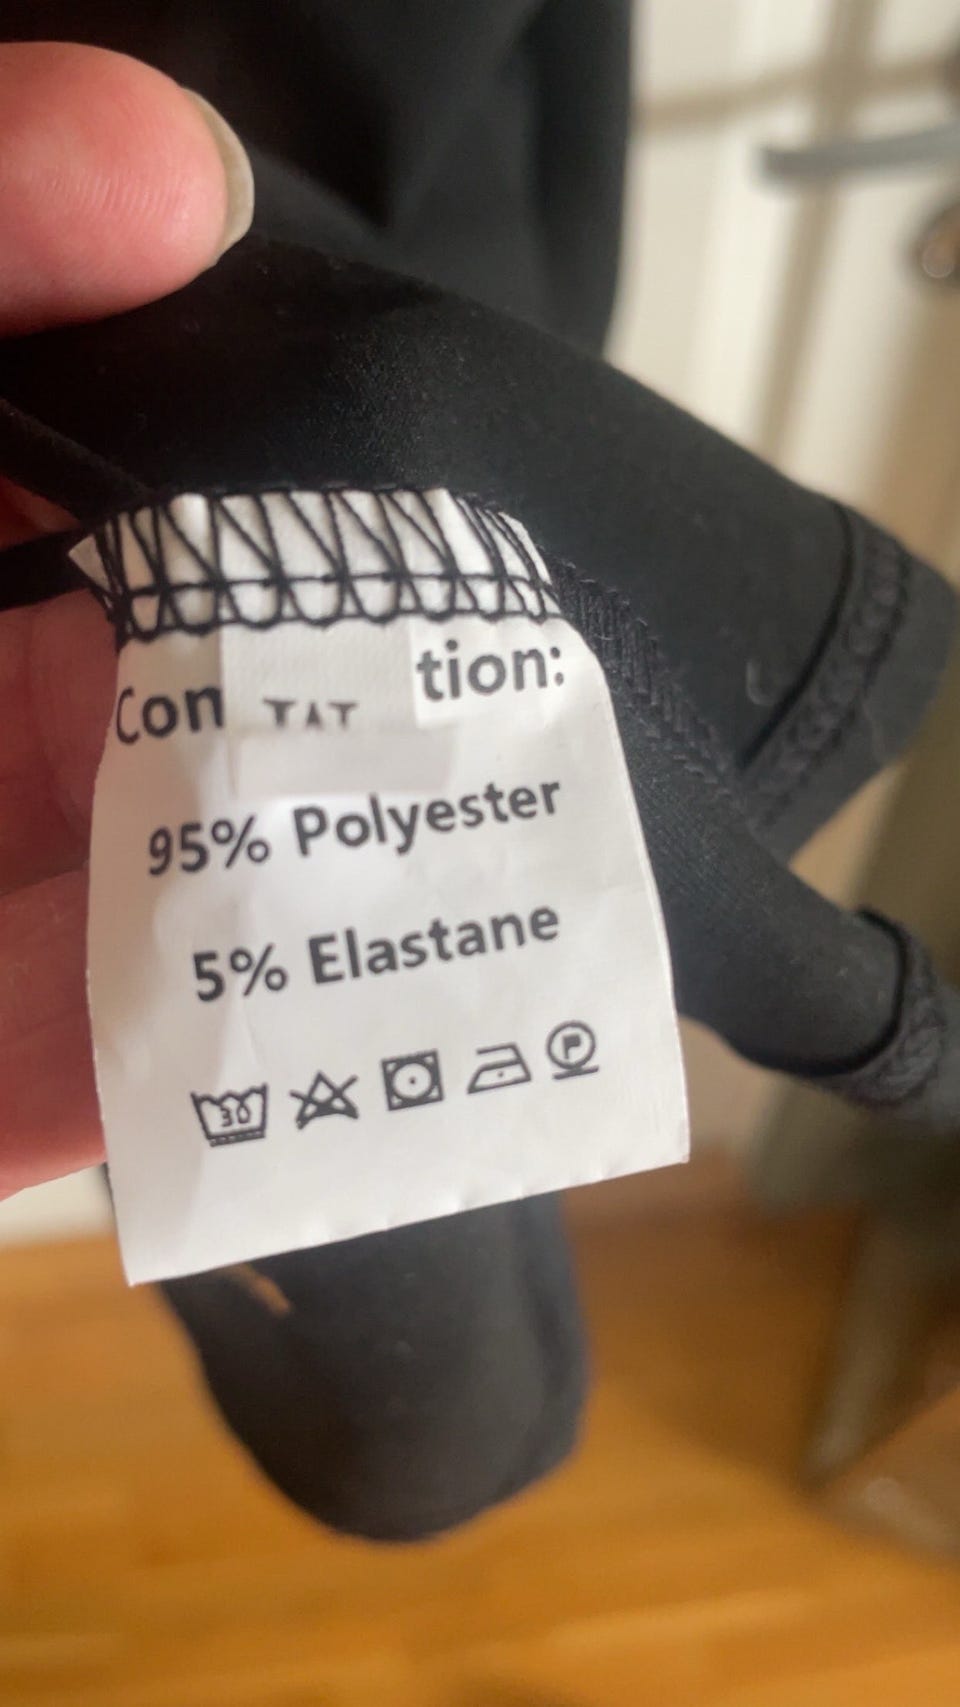 Con tion:
95% Polyester
5% Elastane
30 P